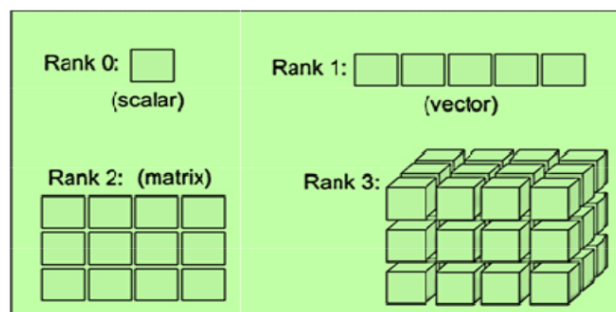 Rank 0:
(scalar)
Rank 1:
(vector)
Rank 2: (matrix)
Rank 3: